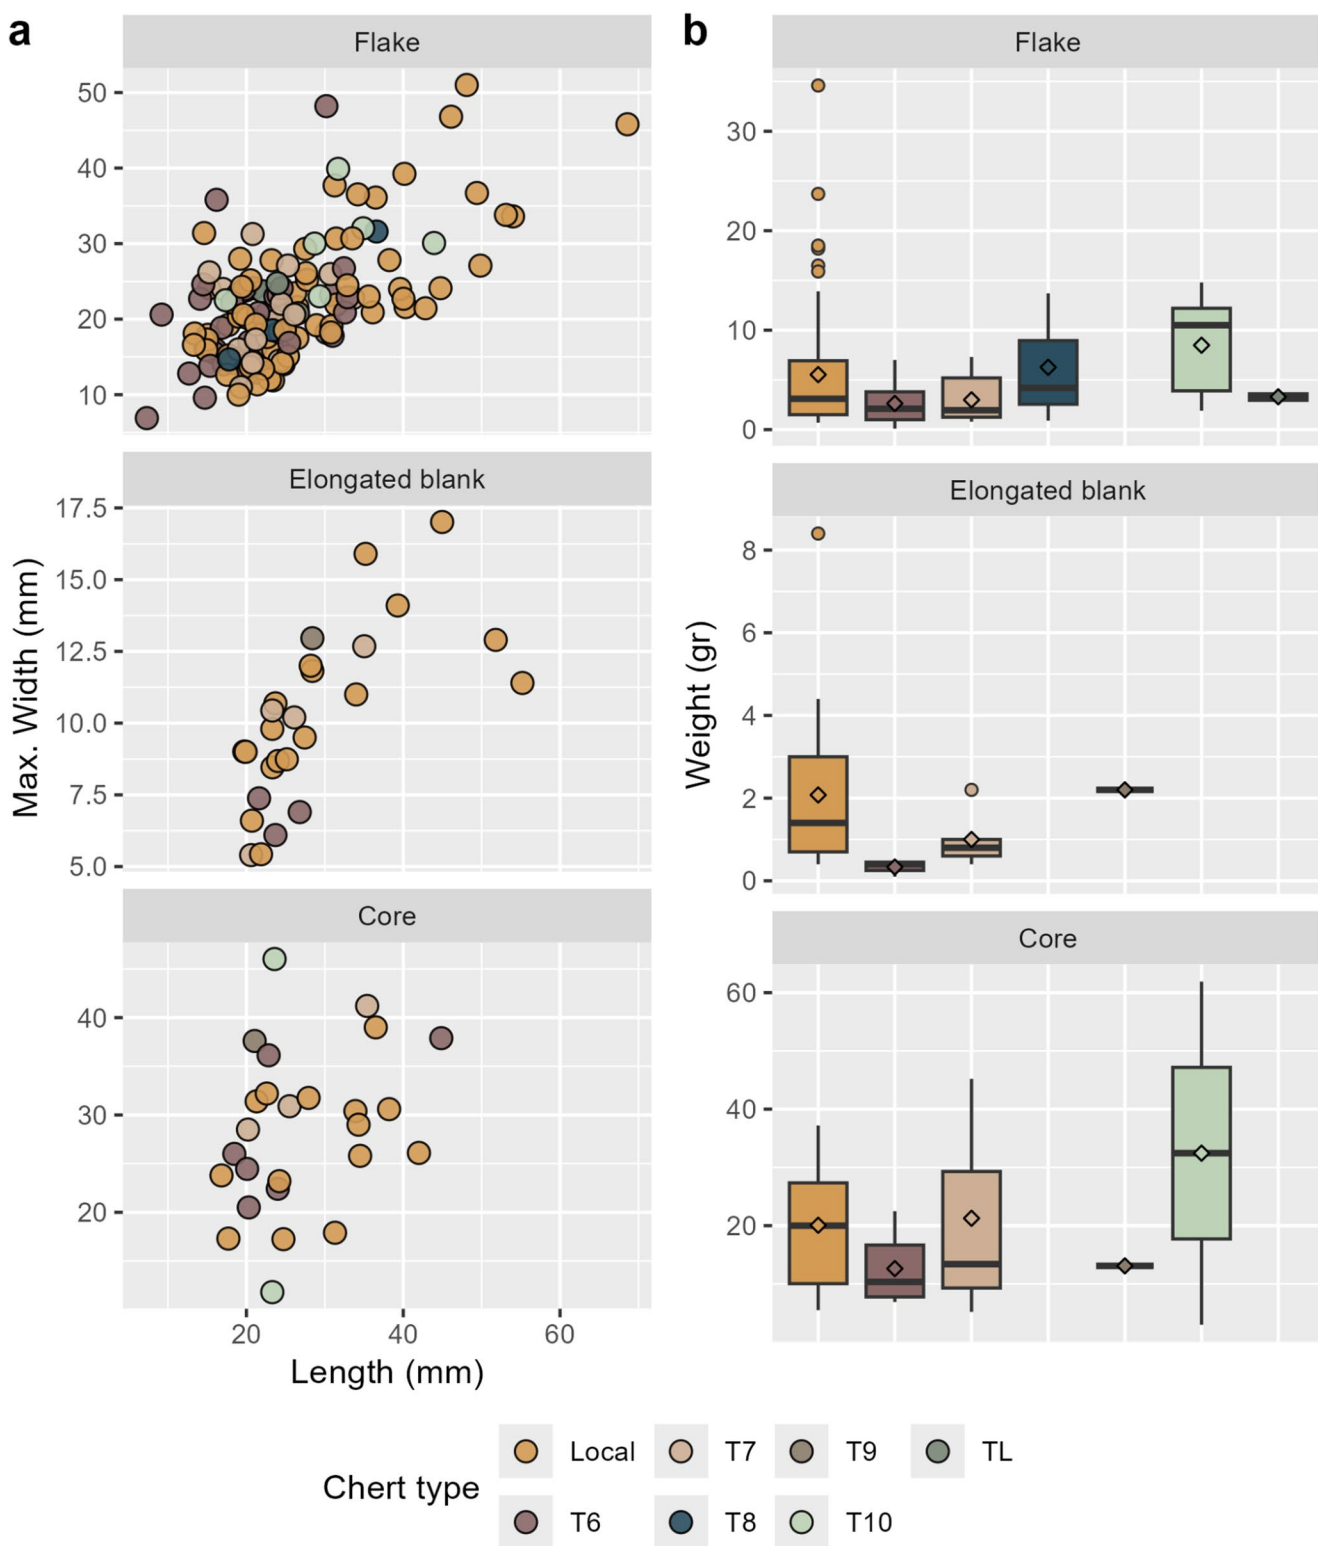 a
Flake
50
40
30
20
10
Elongated blank
17.5
15.0
12.5
10.0
7.5
5.0
Core
40
30
20
20 40 60
Max. Width (mm)
Length (mm)
b
Flake
30
20
10
0
Elongated blank
8
6
4
2
0
Core
60
40
20
Weight (gr)
Chert type
Local T7 T9 TL
T6 T8 T10